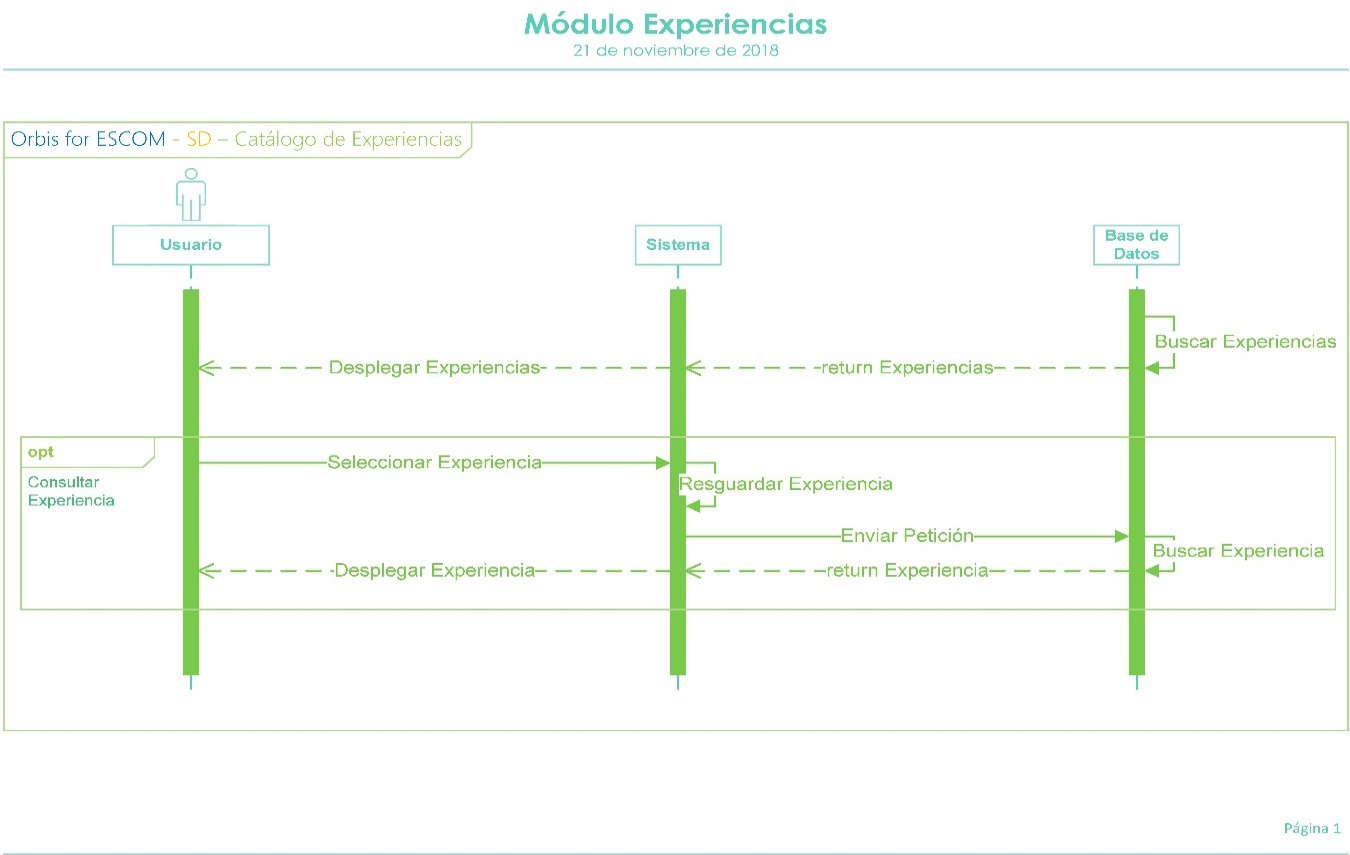 Módulo Experiencias
21 de noviembre de 2018
Orbis for ESCOM - SD – Catálogo de Experiencias
Usuario
Sistema
Base de
Datos
Buscar Experiencias
Desplegar Experiencias
return Experiencias
opt
Consultar
Experiencia
Seleccionar Experiencia
Resguardar Experiencia
Enviar Petición
Buscar Experiencia
Desplegar Experiencia
return Experiencia
Página 1